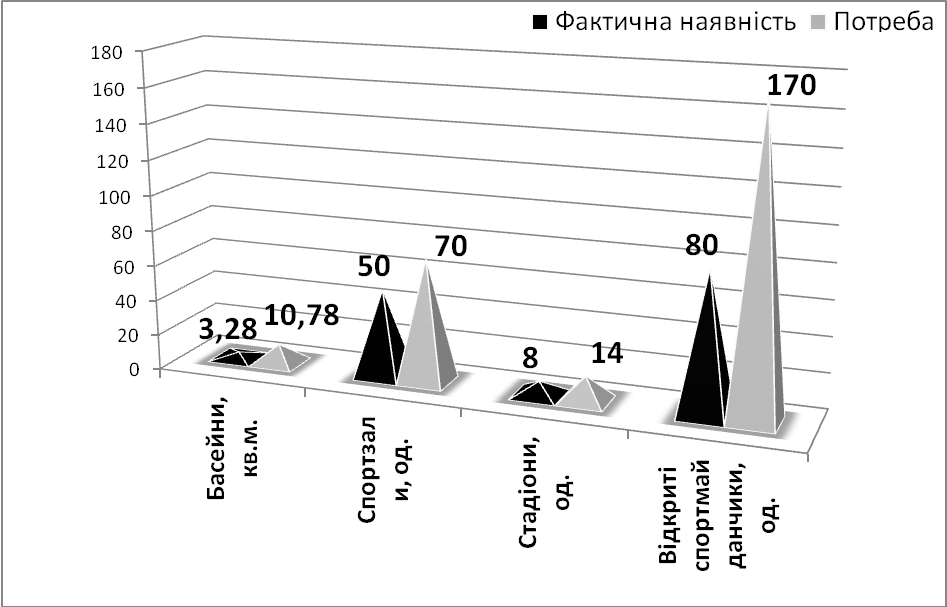 Фактична наявність
Потреба
180
160
140
120
100
80
60
40
20
0
3,28
10,78
50
70
8
14
80
170
Басейни,
кв.м.
Спортзал
и, од.
Стадіони,
од.
Відкриті
спортмай
данчики,
од.